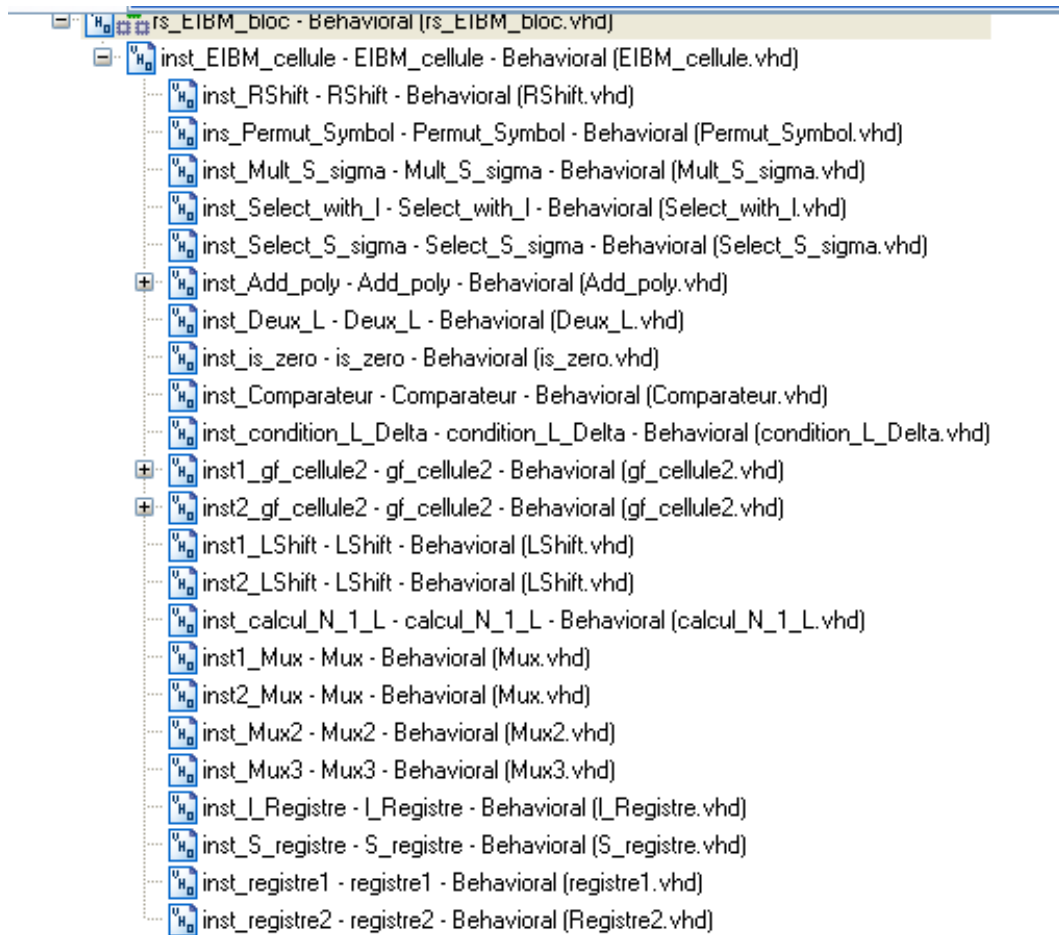 rs_EIBM_bloc - Behavioral (rs_EIBM_bloc.vhd)
inst_EIBM_cellule - EIBM_cellule - Behavioral (EIBM_cellule.vhd)
inst_RShift - RShift - Behavioral (RShift.vhd)
ins_Permut_Symbol - Permut_Symbol - Behavioral (Permut_Symbol.vhd)
inst_Mult_S_sigma - Mult_S_sigma - Behavioral (Mult_S_sigma.vhd)
inst_Select_with_I - Select_with_I - Behavioral (Select_with_I.vhd)
inst_Select_S_sigma - Select_S_sigma - Behavioral (Select_S_sigma.vhd)
inst_Add_poly - Add_poly - Behavioral (Add_poly.vhd)
inst_Deux_L - Deux_L - Behavioral (Deux_L.vhd)
inst_is_zero - is_zero - Behavioral (is_zero.vhd)
inst_Comparateur - Comparateur - Behavioral (Comparateur.vhd)
inst_condition_L_Delta - condition_L_Delta - Behavioral (condition_L_Delta.vhd)
inst1_gf_cellule2 - gf_cellule2 - Behavioral (gf_cellule2.vhd)
inst2_gf_cellule2 - gf_cellule2 - Behavioral (gf_cellule2.vhd)
inst1_LShift - LShift - Behavioral (LShift.vhd)
inst2_LShift - LShift - Behavioral (LShift.vhd)
inst_calcul_N_1_L - calcul_N_1_L - Behavioral (calcul_N_1_L.vhd)
inst1_Mux - Mux - Behavioral (Mux.vhd)
inst2_Mux - Mux - Behavioral (Mux.vhd)
inst_Mux2 - Mux2 - Behavioral (Mux2.vhd)
inst_Mux3 - Mux3 - Behavioral (Mux3.vhd)
inst_I_Registre - I_Registre - Behavioral (I_Registre.vhd)
inst_S_registre - S_registre - Behavioral (S_registre.vhd)
inst_registre1 - registre1 - Behavioral (registre1.vhd)
inst_registre2 - registre2 - Behavioral (Registre2.vhd)